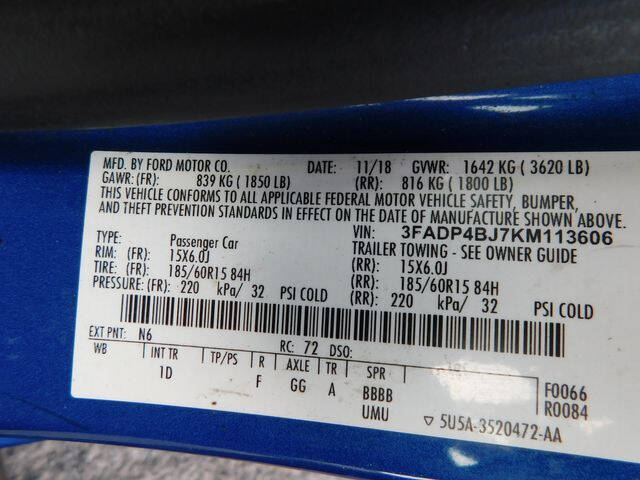 MFD. BY FORD MOTOR CO. DATE: 11/18 GVWR: 1642 KG ( 3620 LB)
GAWR: (FR): 839 KG ( 1850 LB) (RR): 816 KG ( 1800 LB)
THIS VEHICLE CONFORMS TO ALL APPLICABLE FEDERAL MOTOR VEHICLE SAFETY, BUMPER,
AND THEFT PREVENTION STANDARDS IN EFFECT ON THE DATE OF MANUFACTURE SHOWN ABOVE.
VIN: 3FADP4BJ7KM113606
TYPE: Passenger Car TRAILER TOWING - SEE OWNER GUIDE
RIM: (FR): 15X6.0J (RR): 15X6.0J
TIRE: (FR): 185/60R15 84H (RR): 185/60R15 84H
PRESSURE: (FR): 220 kPa/ 32 PSI COLD (RR): 220 kPa/ 32 PSI COLD
EXT PNT: N6 RC: 72 DSO:
WB INT TR TP/PS R AXLE TR SPR F0066
1D F GG A BBBB R0084
UMU ▽ 5U5A-3520472-AA